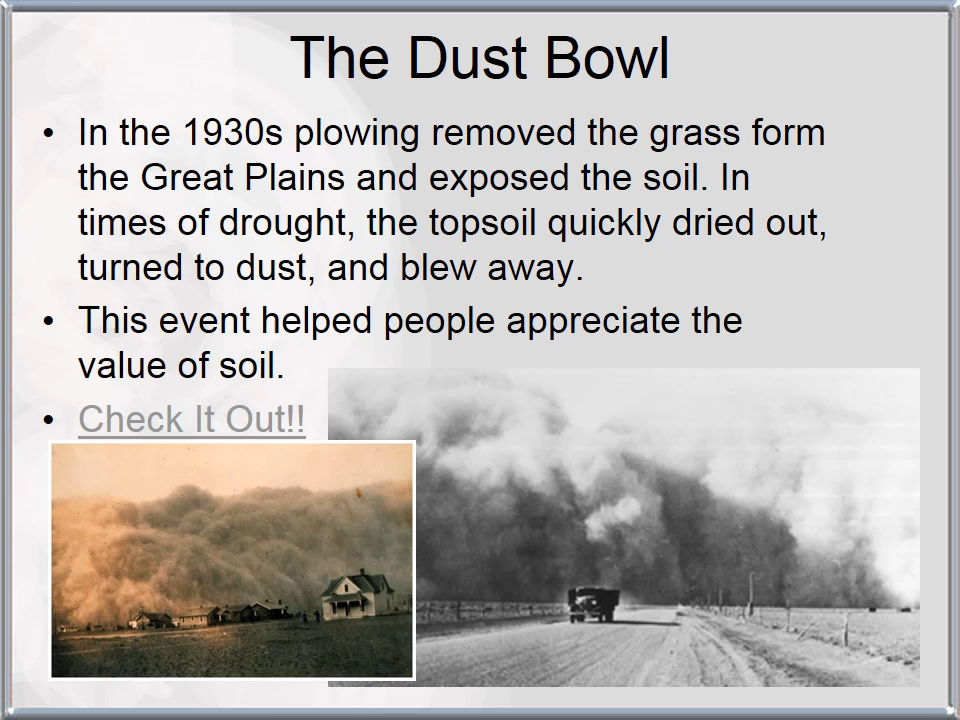 The Dust Bowl
• In the 1930s plowing removed the grass form
the Great Plains and exposed the soil. In
times of drought, the topsoil quickly dried out,
turned to dust, and blew away.
• This event helped people appreciate the
value of soil.
• Check It Out!!